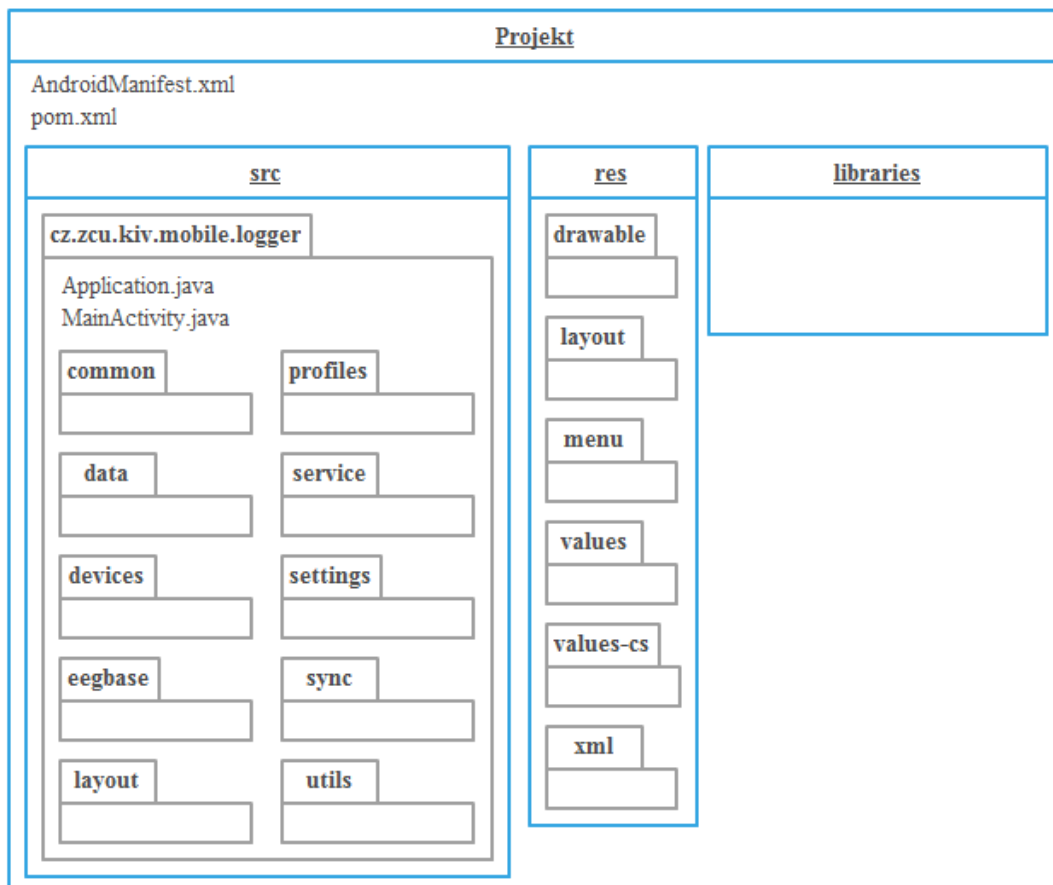 Projekt
AndroidManifest.xml
pom.xml
src
cz.zcu.kiv.mobile.logger
Application.java
MainActivity.java
common
profiles
data
service
devices
settings
eegbase
sync
layout
utils
res
drawable
layout
menu
values
values-cs
xml
libraries